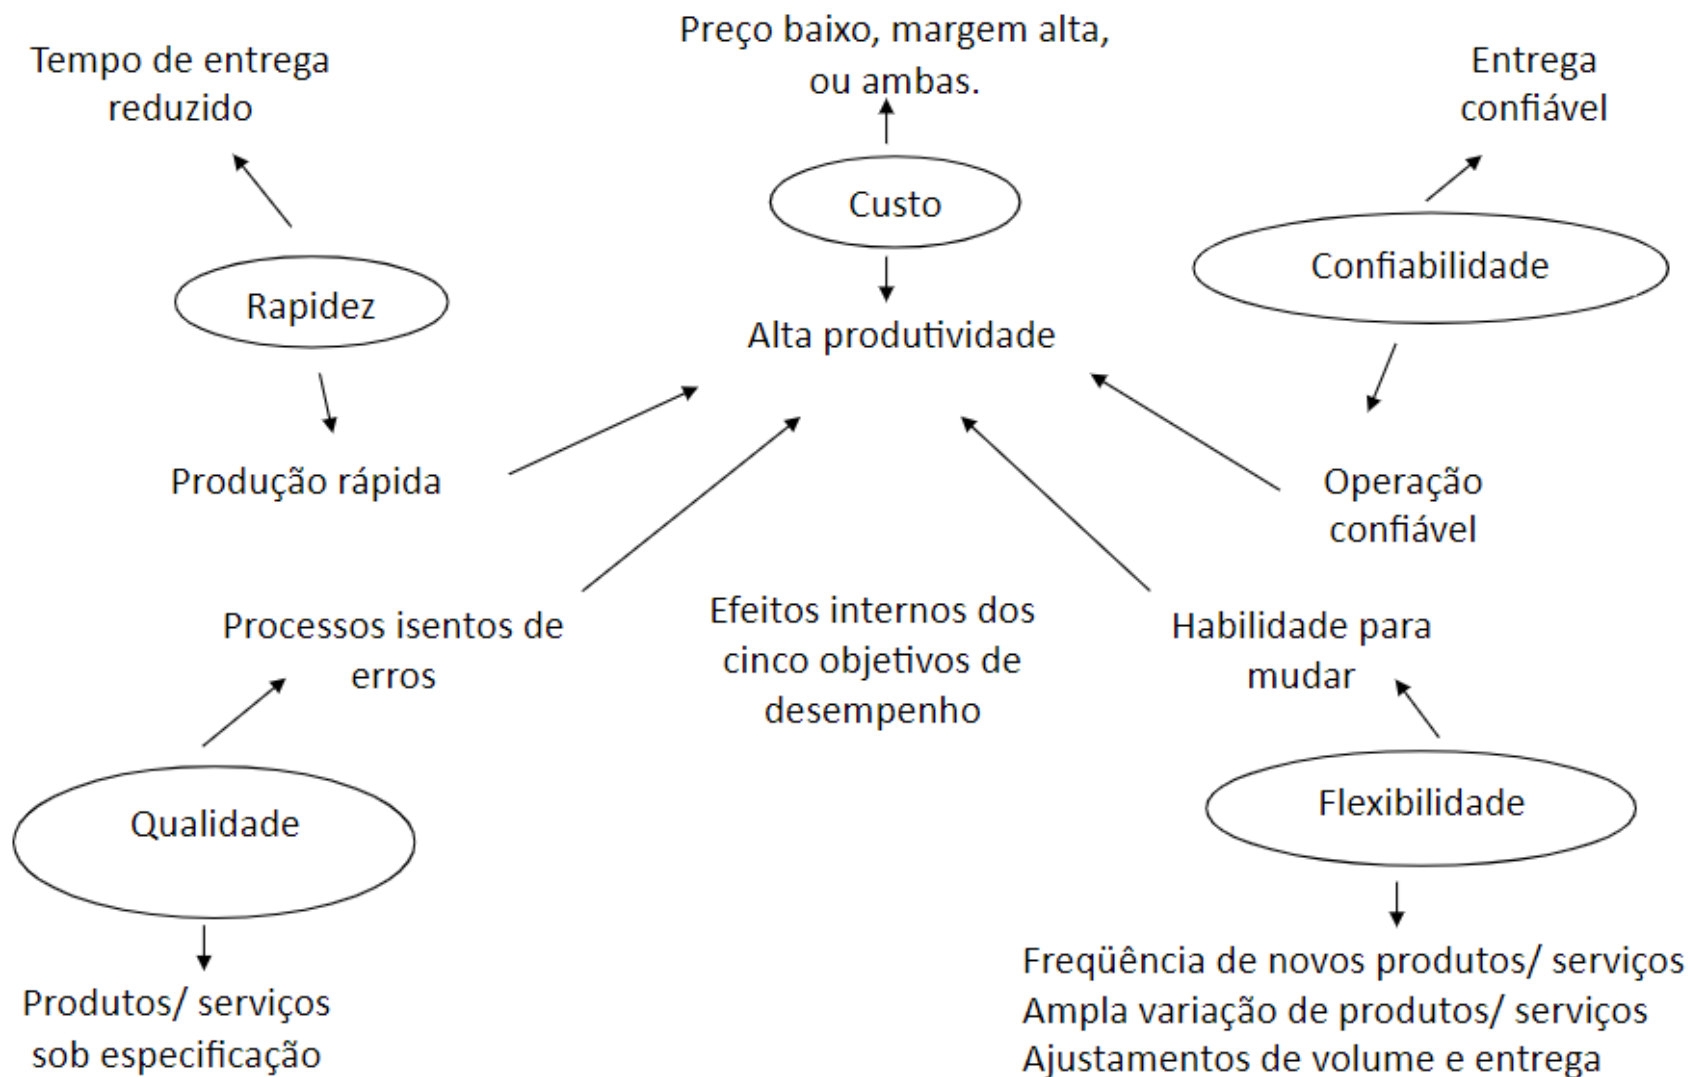 Preço baixo, margem alta,
ou ambas.
Tempo de entrega
reduzido
Entrega
confiável
Custo
Confiabilidade
Rapidez
Alta produtividade
Produção rápida
Operação
confiável
Processos isentos de
erros
Efeitos internos dos
cinco objetivos de
desempenho
Habilidade para
mudar
Qualidade
Flexibilidade
Produtos/ serviços
sob especificação
Freqüência de novos produtos/ serviços
Ampla variação de produtos/ serviços
Ajustamentos de volume e entrega